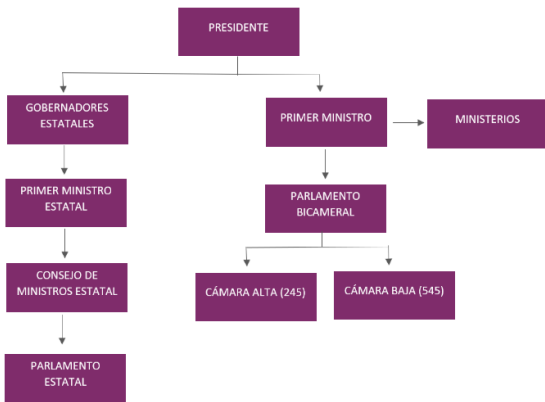 PRESIDENTE
GOBERNADORES
ESTATALES
PRIMER MINISTRO
MINISTERIOS
PRIMER MINISTRO
ESTATAL
PARLAMENTO
BICAMERAL
CONSEJO DE
MINISTROS ESTATAL
CÁMARA ALTA (245)
CÁMARA BAJA (545)
PARLAMENTO
ESTATAL